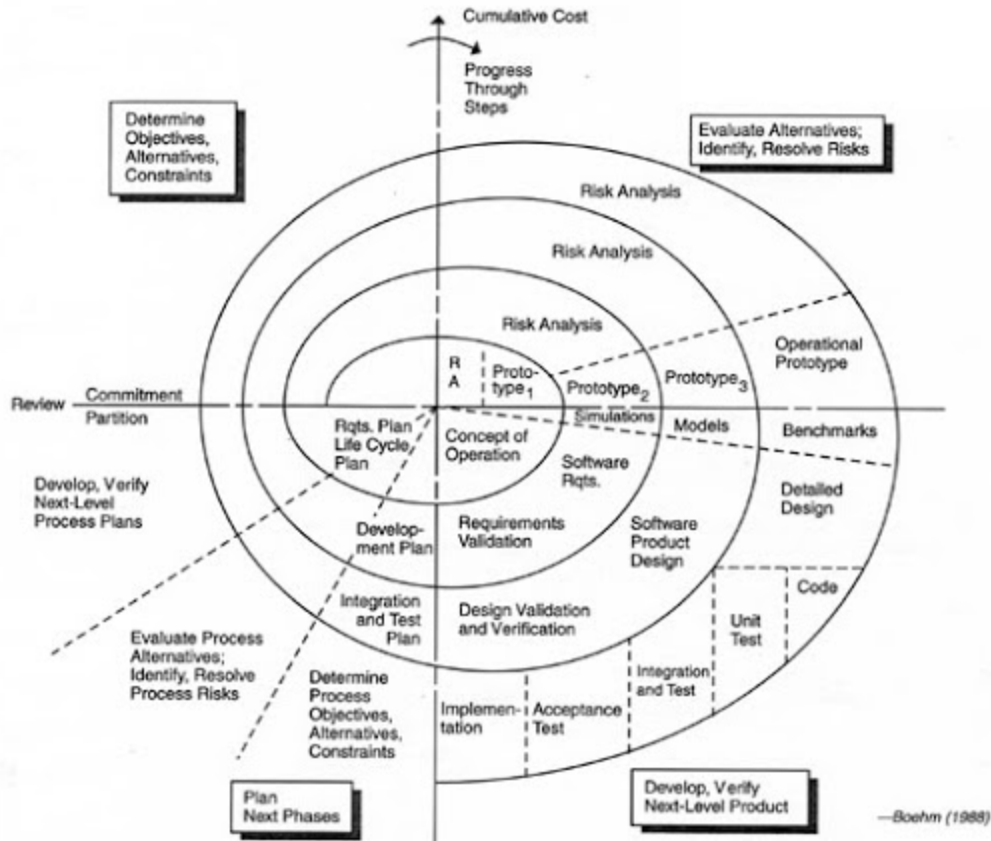 Cumulative Cost
Progress
Through
Steps
Determine
Objectives,
Alternatives,
Constraints
Evaluate Alternatives;
Identify, Resolve Risks
Risk Analysis
Risk Analysis
Risk Analysis
R
A
Proto-
type1
Prototype2
Prototype3
Operational
Prototype
Review
Commitment
Partition
Rqts. Plan
Life Cycle
Plan
Concept of
Operation
Simulations
Models
Benchmarks
Software
Rqts.
Detailed
Design
Develop, Verify
Next-Level
Process Plans
Develop-
ment Plan
Requirements
Validation
Software
Product
Design
Code
Unit
Test
Integration
and Test
Plan
Design Validation
and Verification
Evaluate Process
Alternatives;
Identify, Resolve
Process Risks
Determine
Process
Objectives,
Alternatives,
Constraints
Implemen-
tation
Acceptance
Test
Integration
and Test
Plan
Next Phases
Develop, Verify
Next-Level Product
—Boehm (1988)